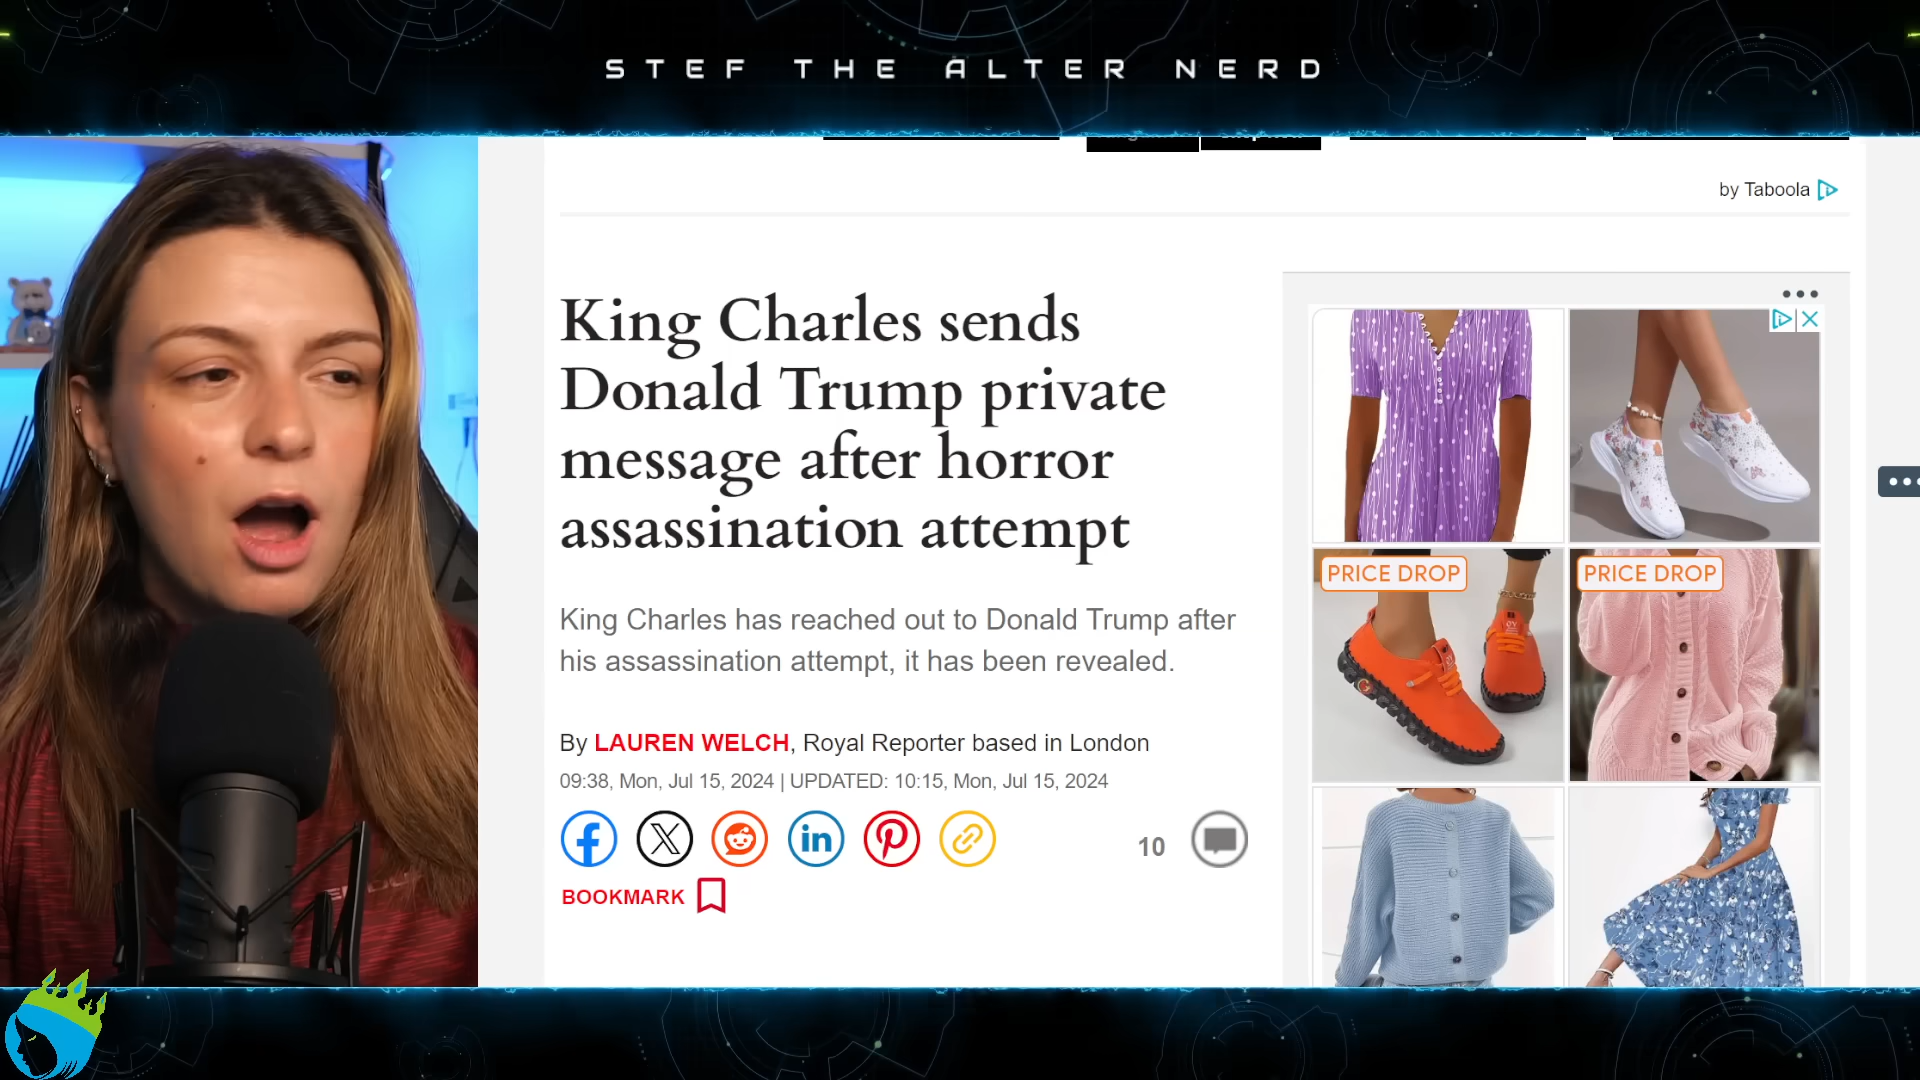 STEF THE ALTER NERD
by Taboola
King Charles sends
Donald Trump private
message after horror
assassination attempt
King Charles has reached out to Donald Trump after
his assassination attempt, it has been revealed.
By LAUREN WELCH, Royal Reporter based in London
09:38, Mon, Jul 15, 2024 | UPDATED: 10:15, Mon, Jul 15, 2024
10
BOOKMARK
PRICE DROP
PRICE DROP